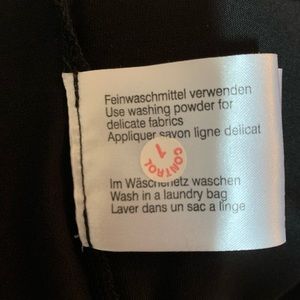 Feinwaschmittel verwenden
Use washing powder for
delicate fabrics
Appliquer savon ligne delicat
CONTROL
1
Im Wäschenetz waschen
Wash in a laundry bag
Laver dans un sac a linge